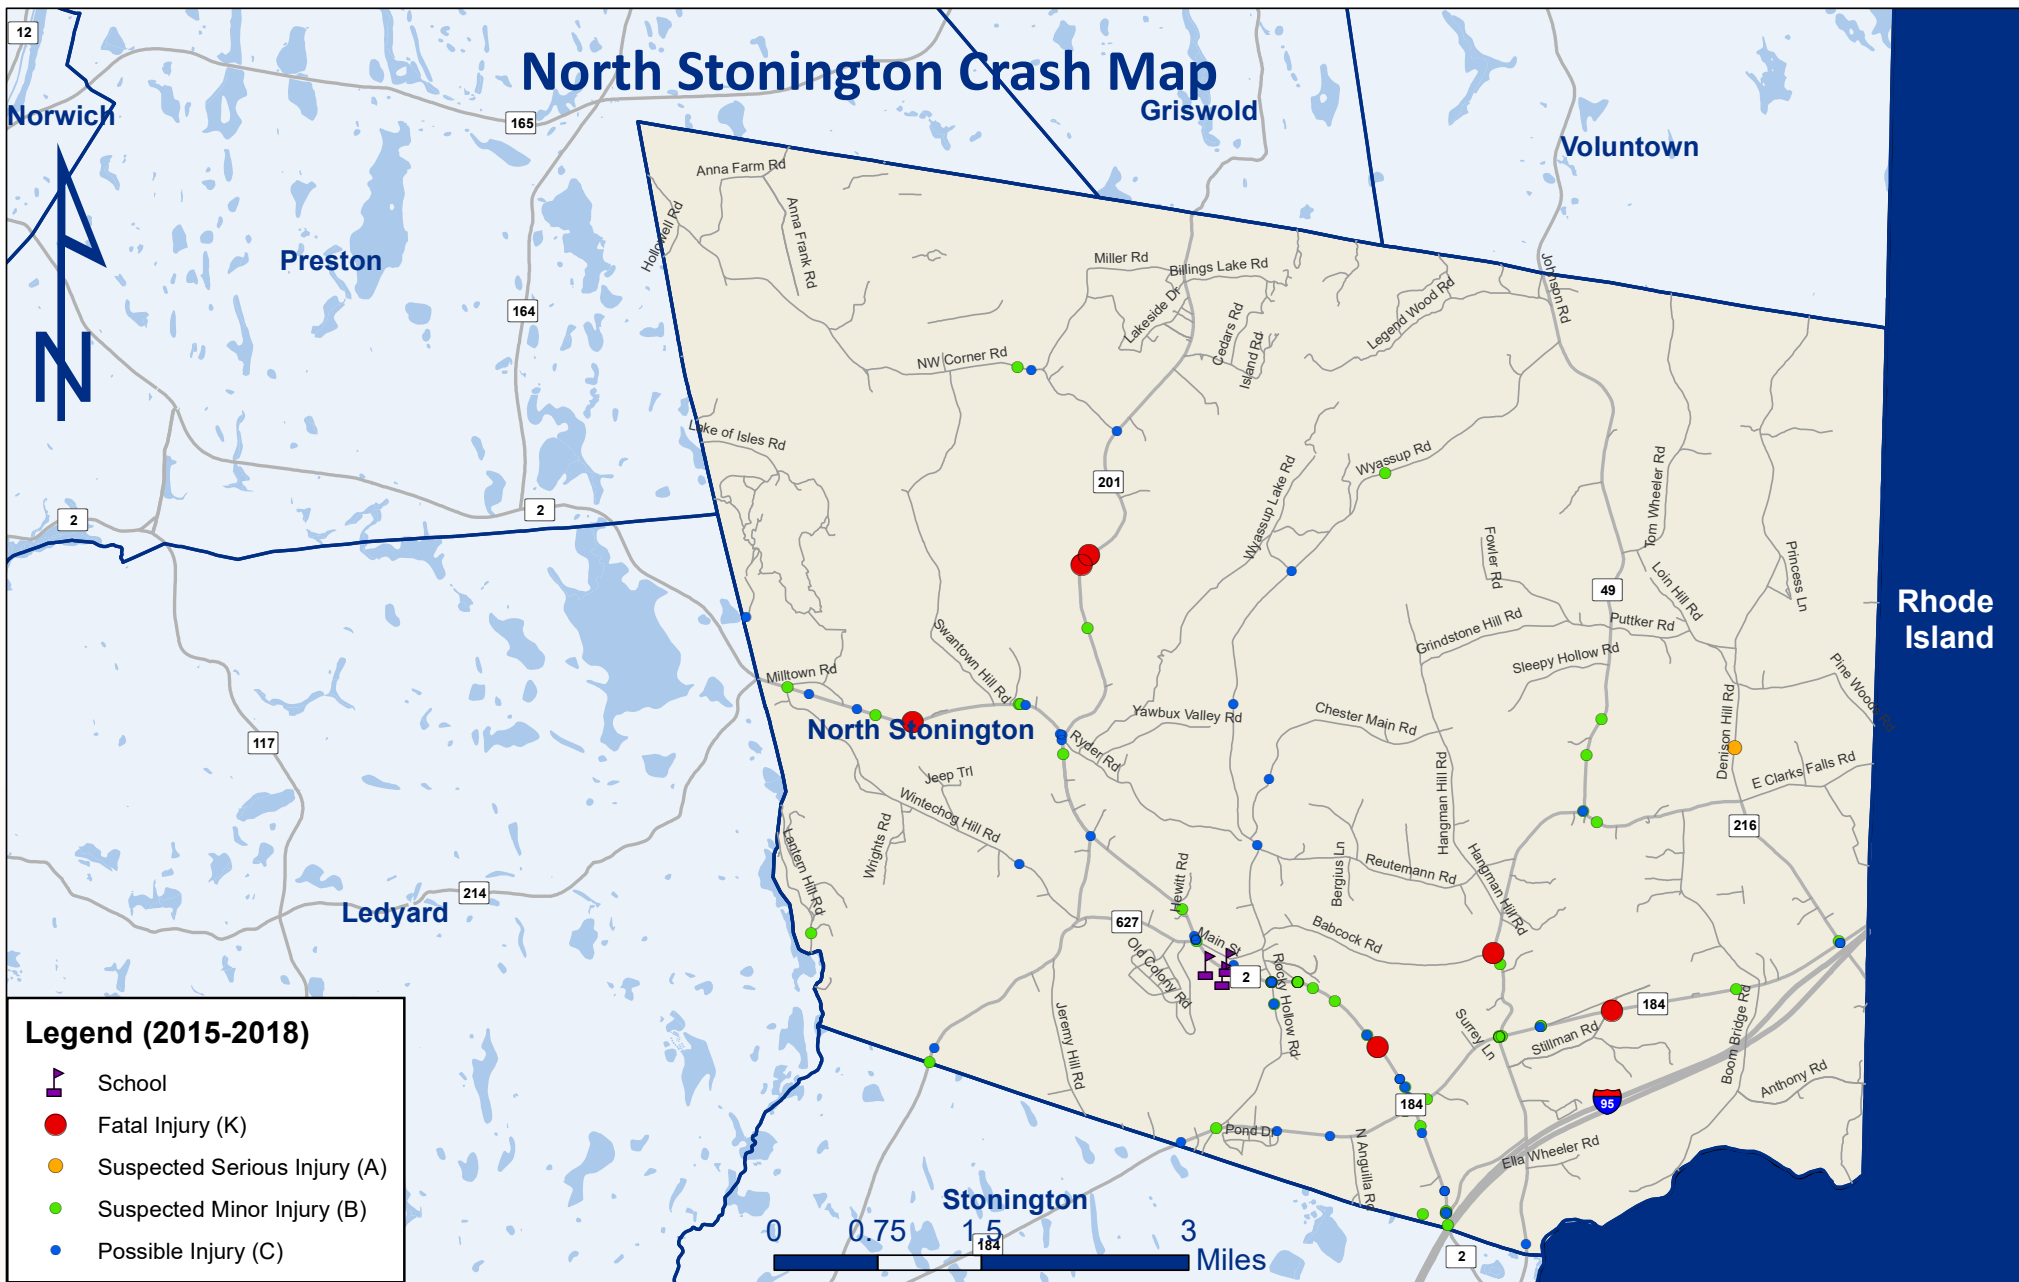 12
North Stonington Crash Map
Norwich
165
Griswold
Voluntown
Anna Farm Rd
Hollowell Rd
Anna Frank Rd
Preston
Miller Rd
Billings Lake Rd
Johnson Rd
164
Lakeside Dr
Cedars Rd
Island Rd
Legend Wood Rd
NW Corner Rd
N
Lake of Isles Rd
Wyassup Rd
201
Wyassup Lake Rd
Tom Wheeler Rd
2
2
Fowler Rd
Princess Ln
Loin Hill Rd
49
Rhode
Island
Puttker Rd
Grindstone Hill Rd
Swantown Hill Rd
Sleepy Hollow Rd
Pine Woods Rd
Milltown Rd
Denison Hill Rd
North Stonington
Yawbux Valley Rd
Chester Main Rd
117
Ryder Rd
Jeep Trl
E Clarks Falls Rd
Wintechog Hill Rd
Hangman Hill Rd
216
Wrights Rd
Lantern Hill Rd
Hewitt Rd
Bergius Ln
Reutemann Rd
Hangman Hill Rd
214
Ledyard
627
Main St
Babcock Rd
Old Colony Rd
2
Rocky Hollow Rd
184
Boom Bridge Rd
Jeremy Hill Rd
Surrey Ln
Stillman Rd
Anthony Rd
95
184
Pond Dr
N Anguilla Rd
Ella Wheeler Rd
Legend (2015-2018)
School
Fatal Injury (K)
Suspected Serious Injury (A)
Suspected Minor Injury (B)
Possible Injury (C)
Stonington
0 0.75 1.5 3
184
Miles
2